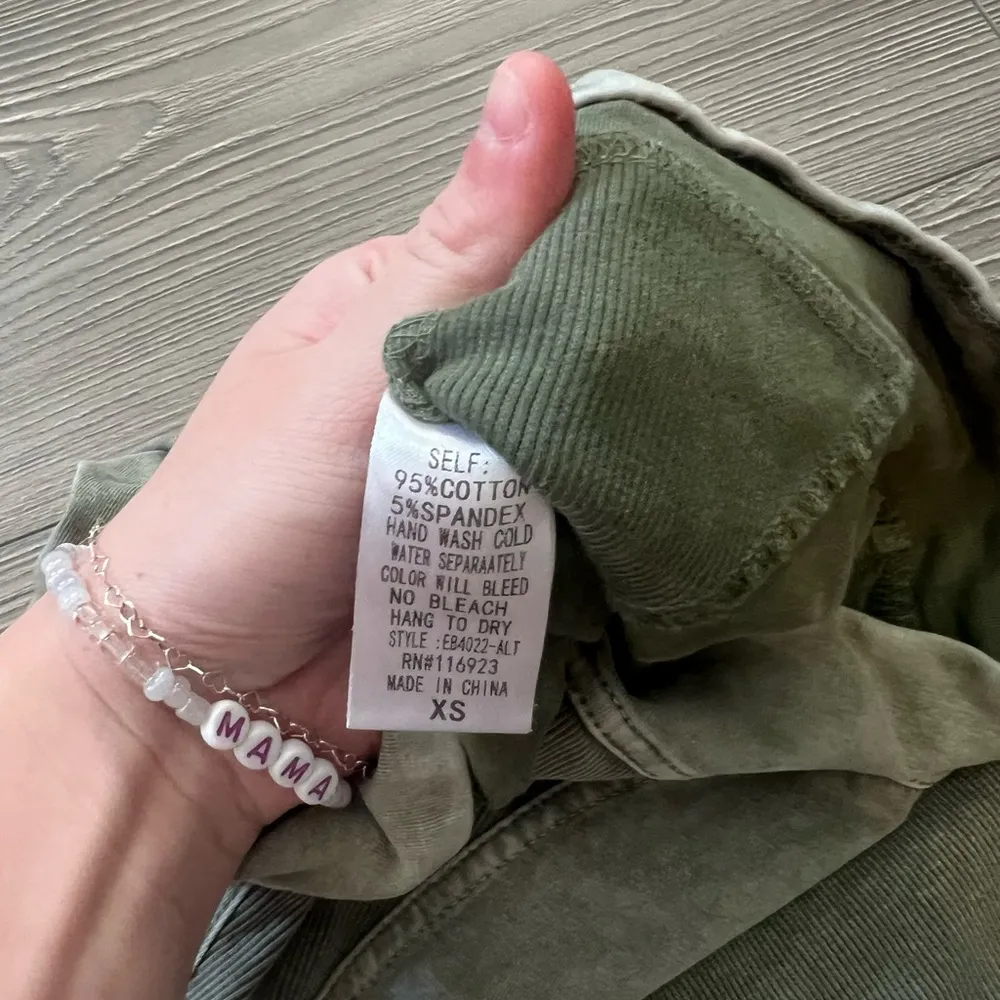 SELF:
95%COTTON
5%SPANDEX
HAND WASH COLD
WATER SEPARAATELY
COLOR WILL BLEED
NO BLEACH
HANG TO DRY
STYLE :EB4022-ALT
RN#116923
MADE IN CHINA
XS
MAMA